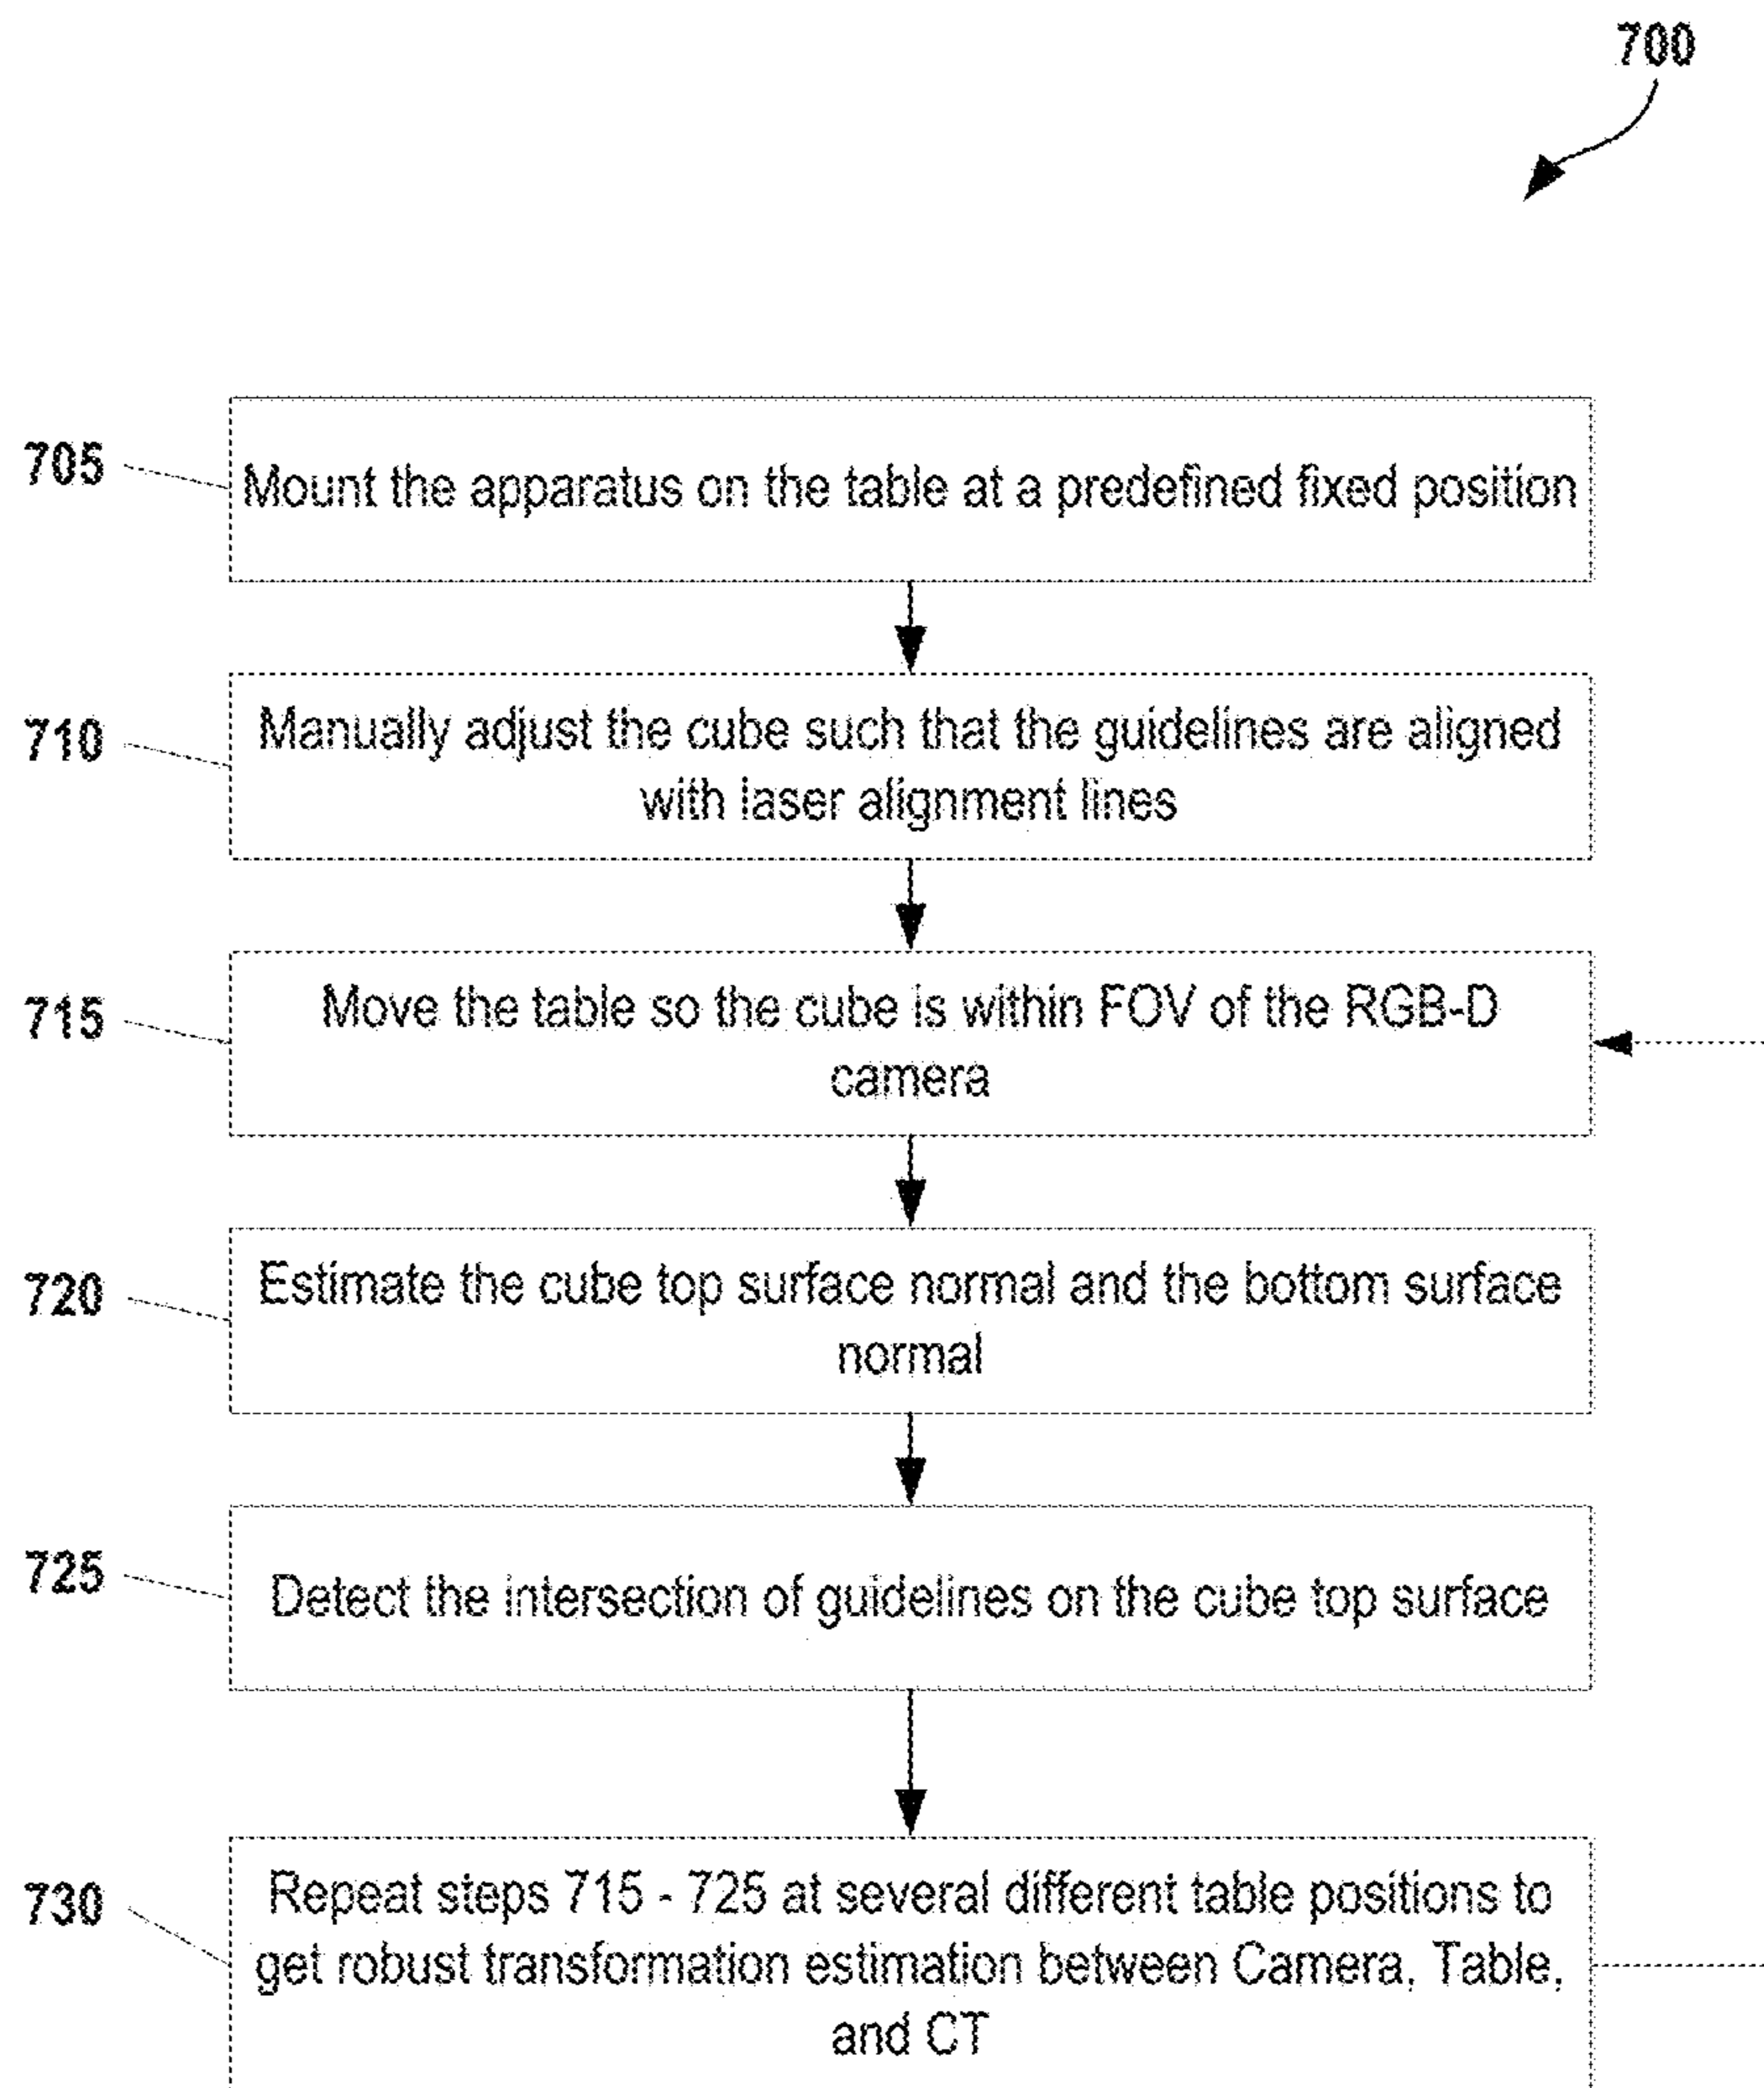 700
705
Mount the apparatus on the table at a predefined fixed position
710
Manually adjust the cube such that the guidelines are aligned
with laser alignment lines
715
Move the table so the cube is within FOV of the RGB-D
camera
720
Estimate the cube top surface normal and the bottom surface
normal
725
Detect the intersection of guidelines on the cube top surface
730
Repeat steps 715 - 725 at several different table positions to
get robust transformation estimation between Camera, Table,
and CT